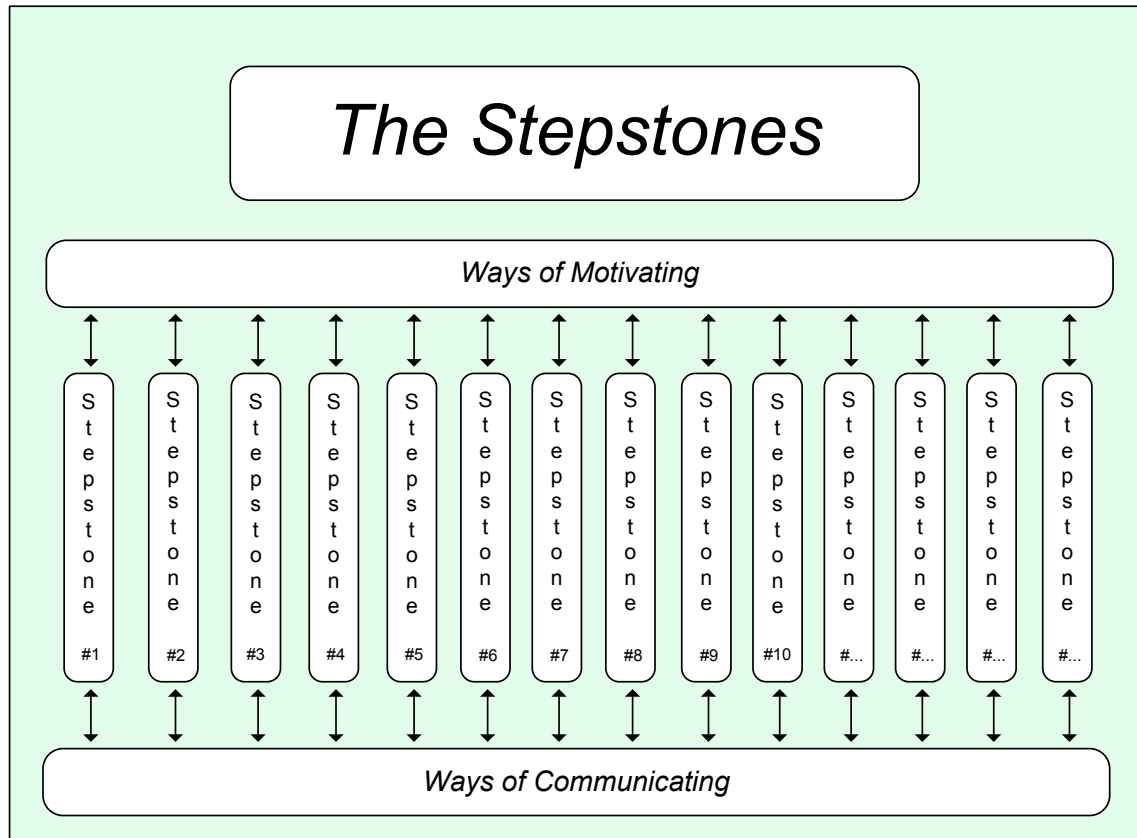 The Stepstones
Ways of Motivating
Stepstone #1
Stepstone #2
Stepstone #3
Stepstone #4
Stepstone #5
Stepstone #6
Stepstone #7
Stepstone #8
Stepstone #9
Stepstone #10
Stepstone #...
Stepstone #...
Stepstone #...
Stepstone #...
Ways of Communicating